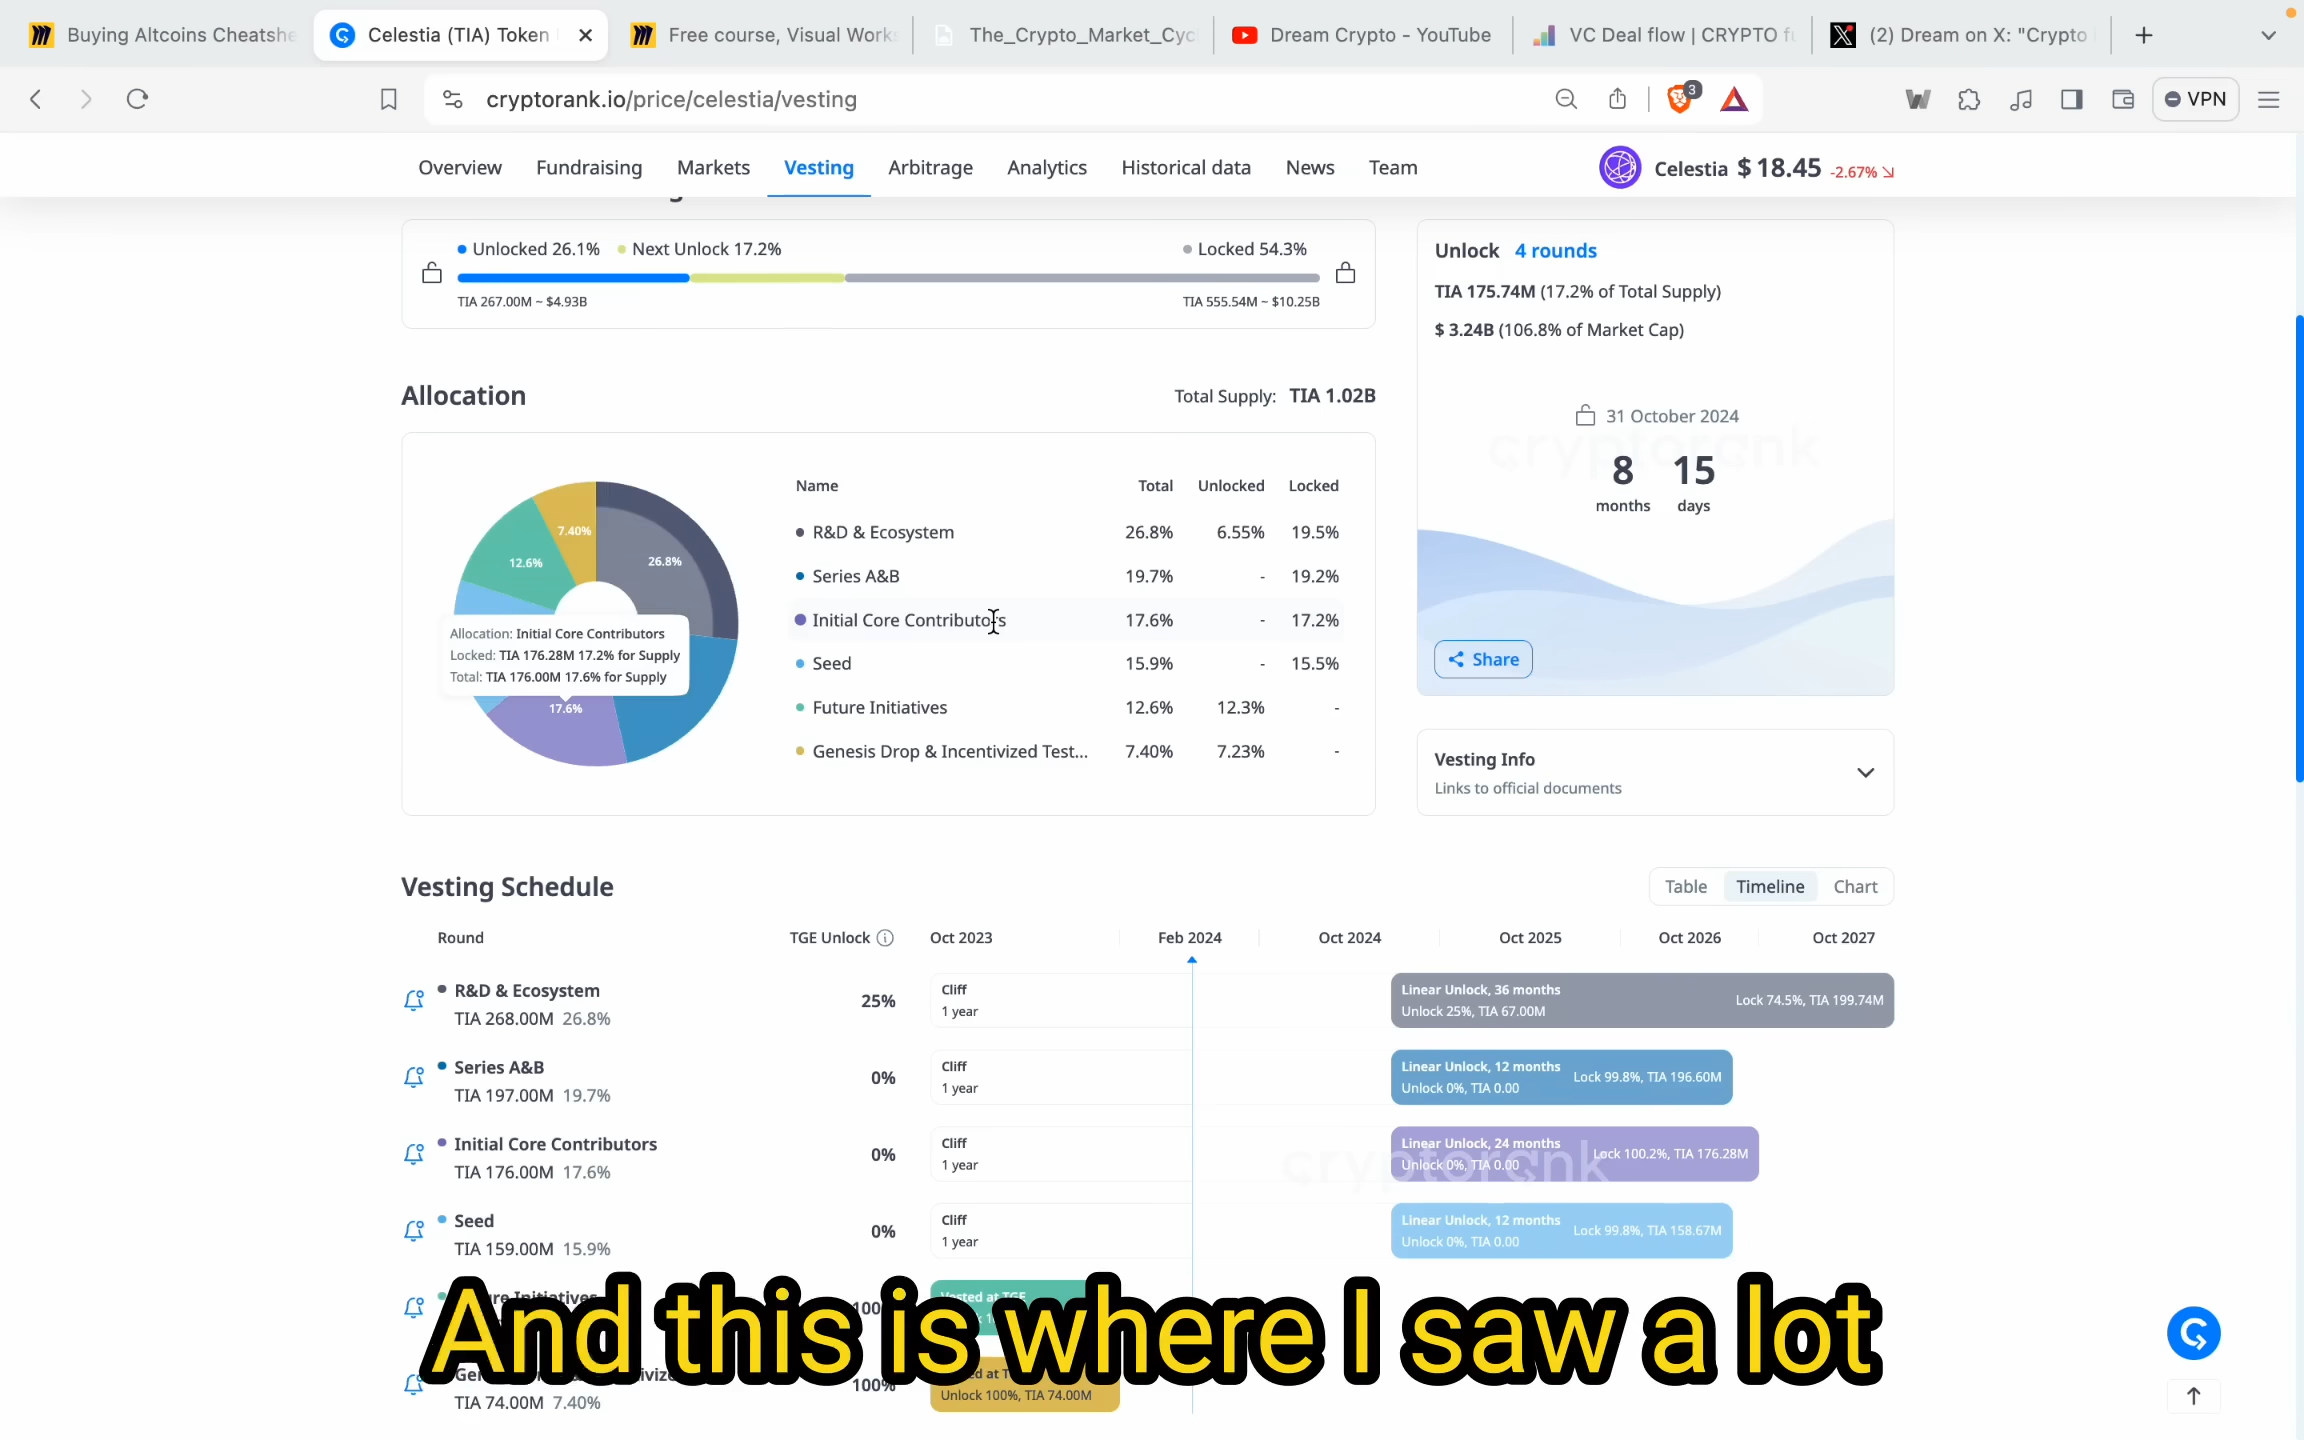 Buying Altcoins Cheatshe
Celestia (TIA) Token
Free course, Visual Works
The_Crypto_Market_Cyc
Dream Crypto - YouTube
VC Deal flow | CRYPTO fu
(2) Dream on X: "Crypto
cryptorank.io/price/celestia/vesting
3
VPN
Overview Fundraising Markets Vesting Arbitrage Analytics Historical data News Team
Celestia $ 18.45 -2.67%
Unlocked 26.1% Next Unlock 17.2% Locked 54.3%
TIA 267.00M ~ $4.93B TIA 555.54M ~ $10.25B
Unlock 4 rounds
TIA 175.74M (17.2% of Total Supply)
$ 3.24B (106.8% of Market Cap)
31 October 2024
cryptorank
8 15
months days
Share
Vesting Info
Links to official documents
Allocation Total Supply: TIA 1.02B
Name Total Unlocked Locked
R&D & Ecosystem 26.8% 6.55% 19.5%
Series A&B 19.7% - 19.2%
Initial Core Contributors 17.6% - 17.2%
Seed 15.9% - 15.5%
Future Initiatives 12.6% 12.3% -
Genesis Drop & Incentivized Test... 7.40% 7.23% -
7.40%
26.8%
12.6%
Allocation: Initial Core Contributors
Locked: TIA 176.28M 17.2% for Supply
Total: TIA 176.00M 17.6% for Supply
17.6%
Vesting Schedule
Table Timeline Chart
Round TGE Unlock Oct 2023 Feb 2024 Oct 2024 Oct 2025 Oct 2026 Oct 2027
R&D & Ecosystem
TIA 268.00M 26.8%
25%
Cliff
1 year
Linear Unlock, 36 months
Unlock 25%, TIA 67.00M
Lock 74.5%, TIA 199.74M
Series A&B
TIA 197.00M 19.7%
0%
Cliff
1 year
Linear Unlock, 12 months
Unlock 0%, TIA 0.00
Lock 99.8%, TIA 196.60M
Initial Core Contributors
TIA 176.00M 17.6%
0%
Cliff
1 year
Linear Unlock, 24 months
Unlock 0%, TIA 0.00
Lock 100.2%, TIA 176.28M
cryptorank
Seed
TIA 159.00M 15.9%
0%
Cliff
1 year
Linear Unlock, 12 months
Unlock 0%, TIA 0.00
Lock 99.8%, TIA 158.67M
And this is where I saw a lot
100%
Unlock 100%, TIA 74.00M
TIA 74.00M 7.40%